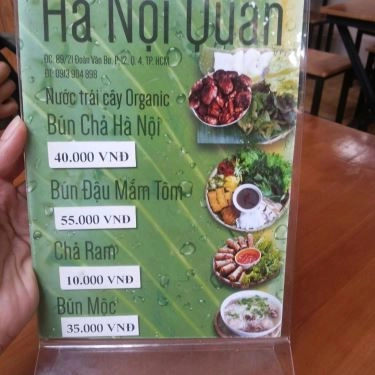 Hà Nội Quán
ĐC: 89/21 Đoàn Văn Bơ, P. 12, Q. 4, TP. HCM
ĐT: 0943 904 898
Nước trái cây Organic
Bún Chả Hà Nội
40.000 VNĐ
Bún Đậu Mắm Tôm
55.000 VNĐ
Chả Ram
10.000 VNĐ
Bún Mộc
35.000 VNĐ